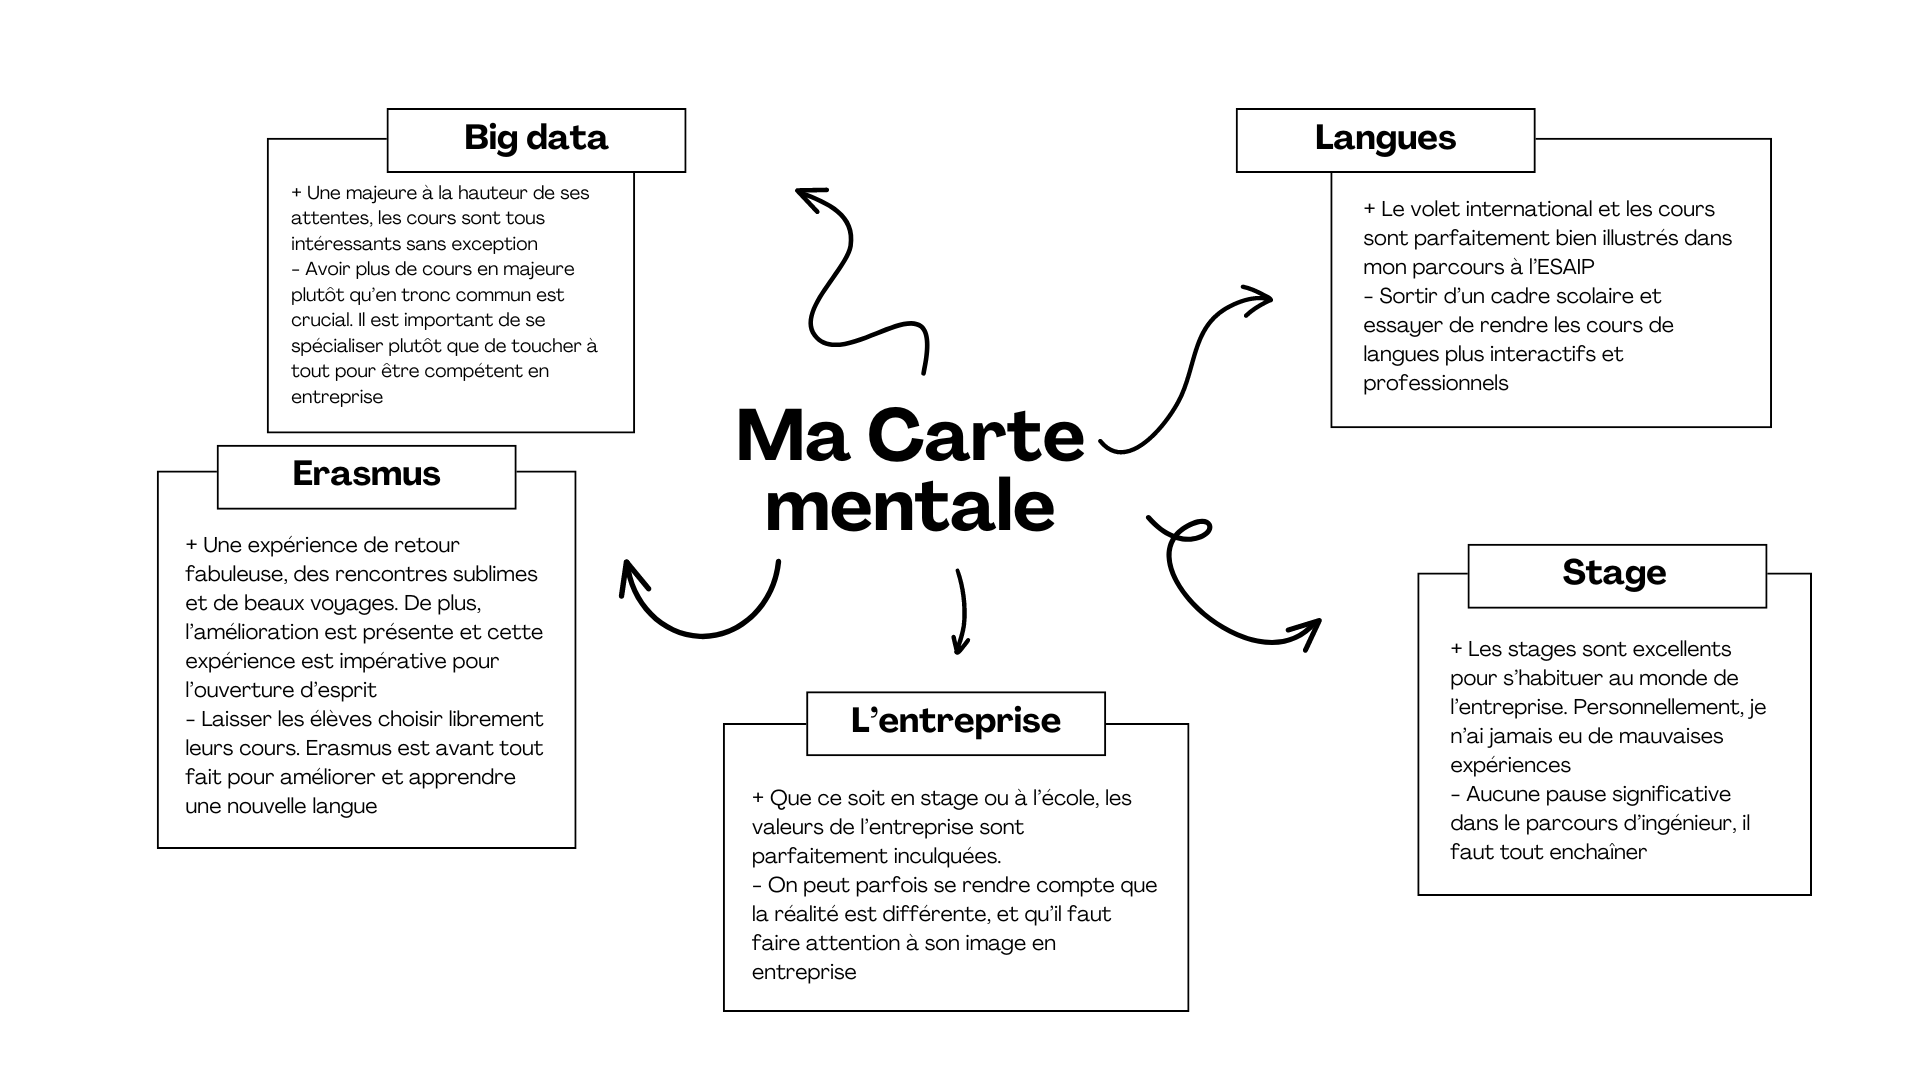 Big data
+ Une majeure à la hauteur de ses
attentes, les cours sont tous
intéressants sans exception
- Avoir plus de cours en majeure
plutôt qu'en tronc commun est
crucial. Il est important de se
spécialiser plutôt que de toucher à
tout pour être compétent en
entreprise
Langues
+ Le volet international et les cours
sont parfaitement bien illustrés dans
mon parcours à l'ESAIP
- Sortir d'un cadre scolaire et
essayer de rendre les cours de
langues plus interactifs et
professionnels
Ma Carte
mentale
Erasmus
+ Une expérience de retour
fabuleuse, des rencontres sublimes
et de beaux voyages. De plus,
l'amélioration est présente et cette
expérience est impérative pour
l'ouverture d'esprit
- Laisser les élèves choisir librement
leurs cours. Erasmus est avant tout
fait pour améliorer et apprendre
une nouvelle langue
Stage
+ Les stages sont excellents
pour s'habituer au monde de
l'entreprise. Personnellement, je
n'ai jamais eu de mauvaises
expériences
- Aucune pause significative
dans le parcours d'ingénieur, il
faut tout enchaîner
L'entreprise
+ Que ce soit en stage ou à l'école, les
valeurs de l'entreprise sont
parfaitement inculquées.
- On peut parfois se rendre compte que
la réalité est différente, et qu'il faut
faire attention à son image en
entreprise